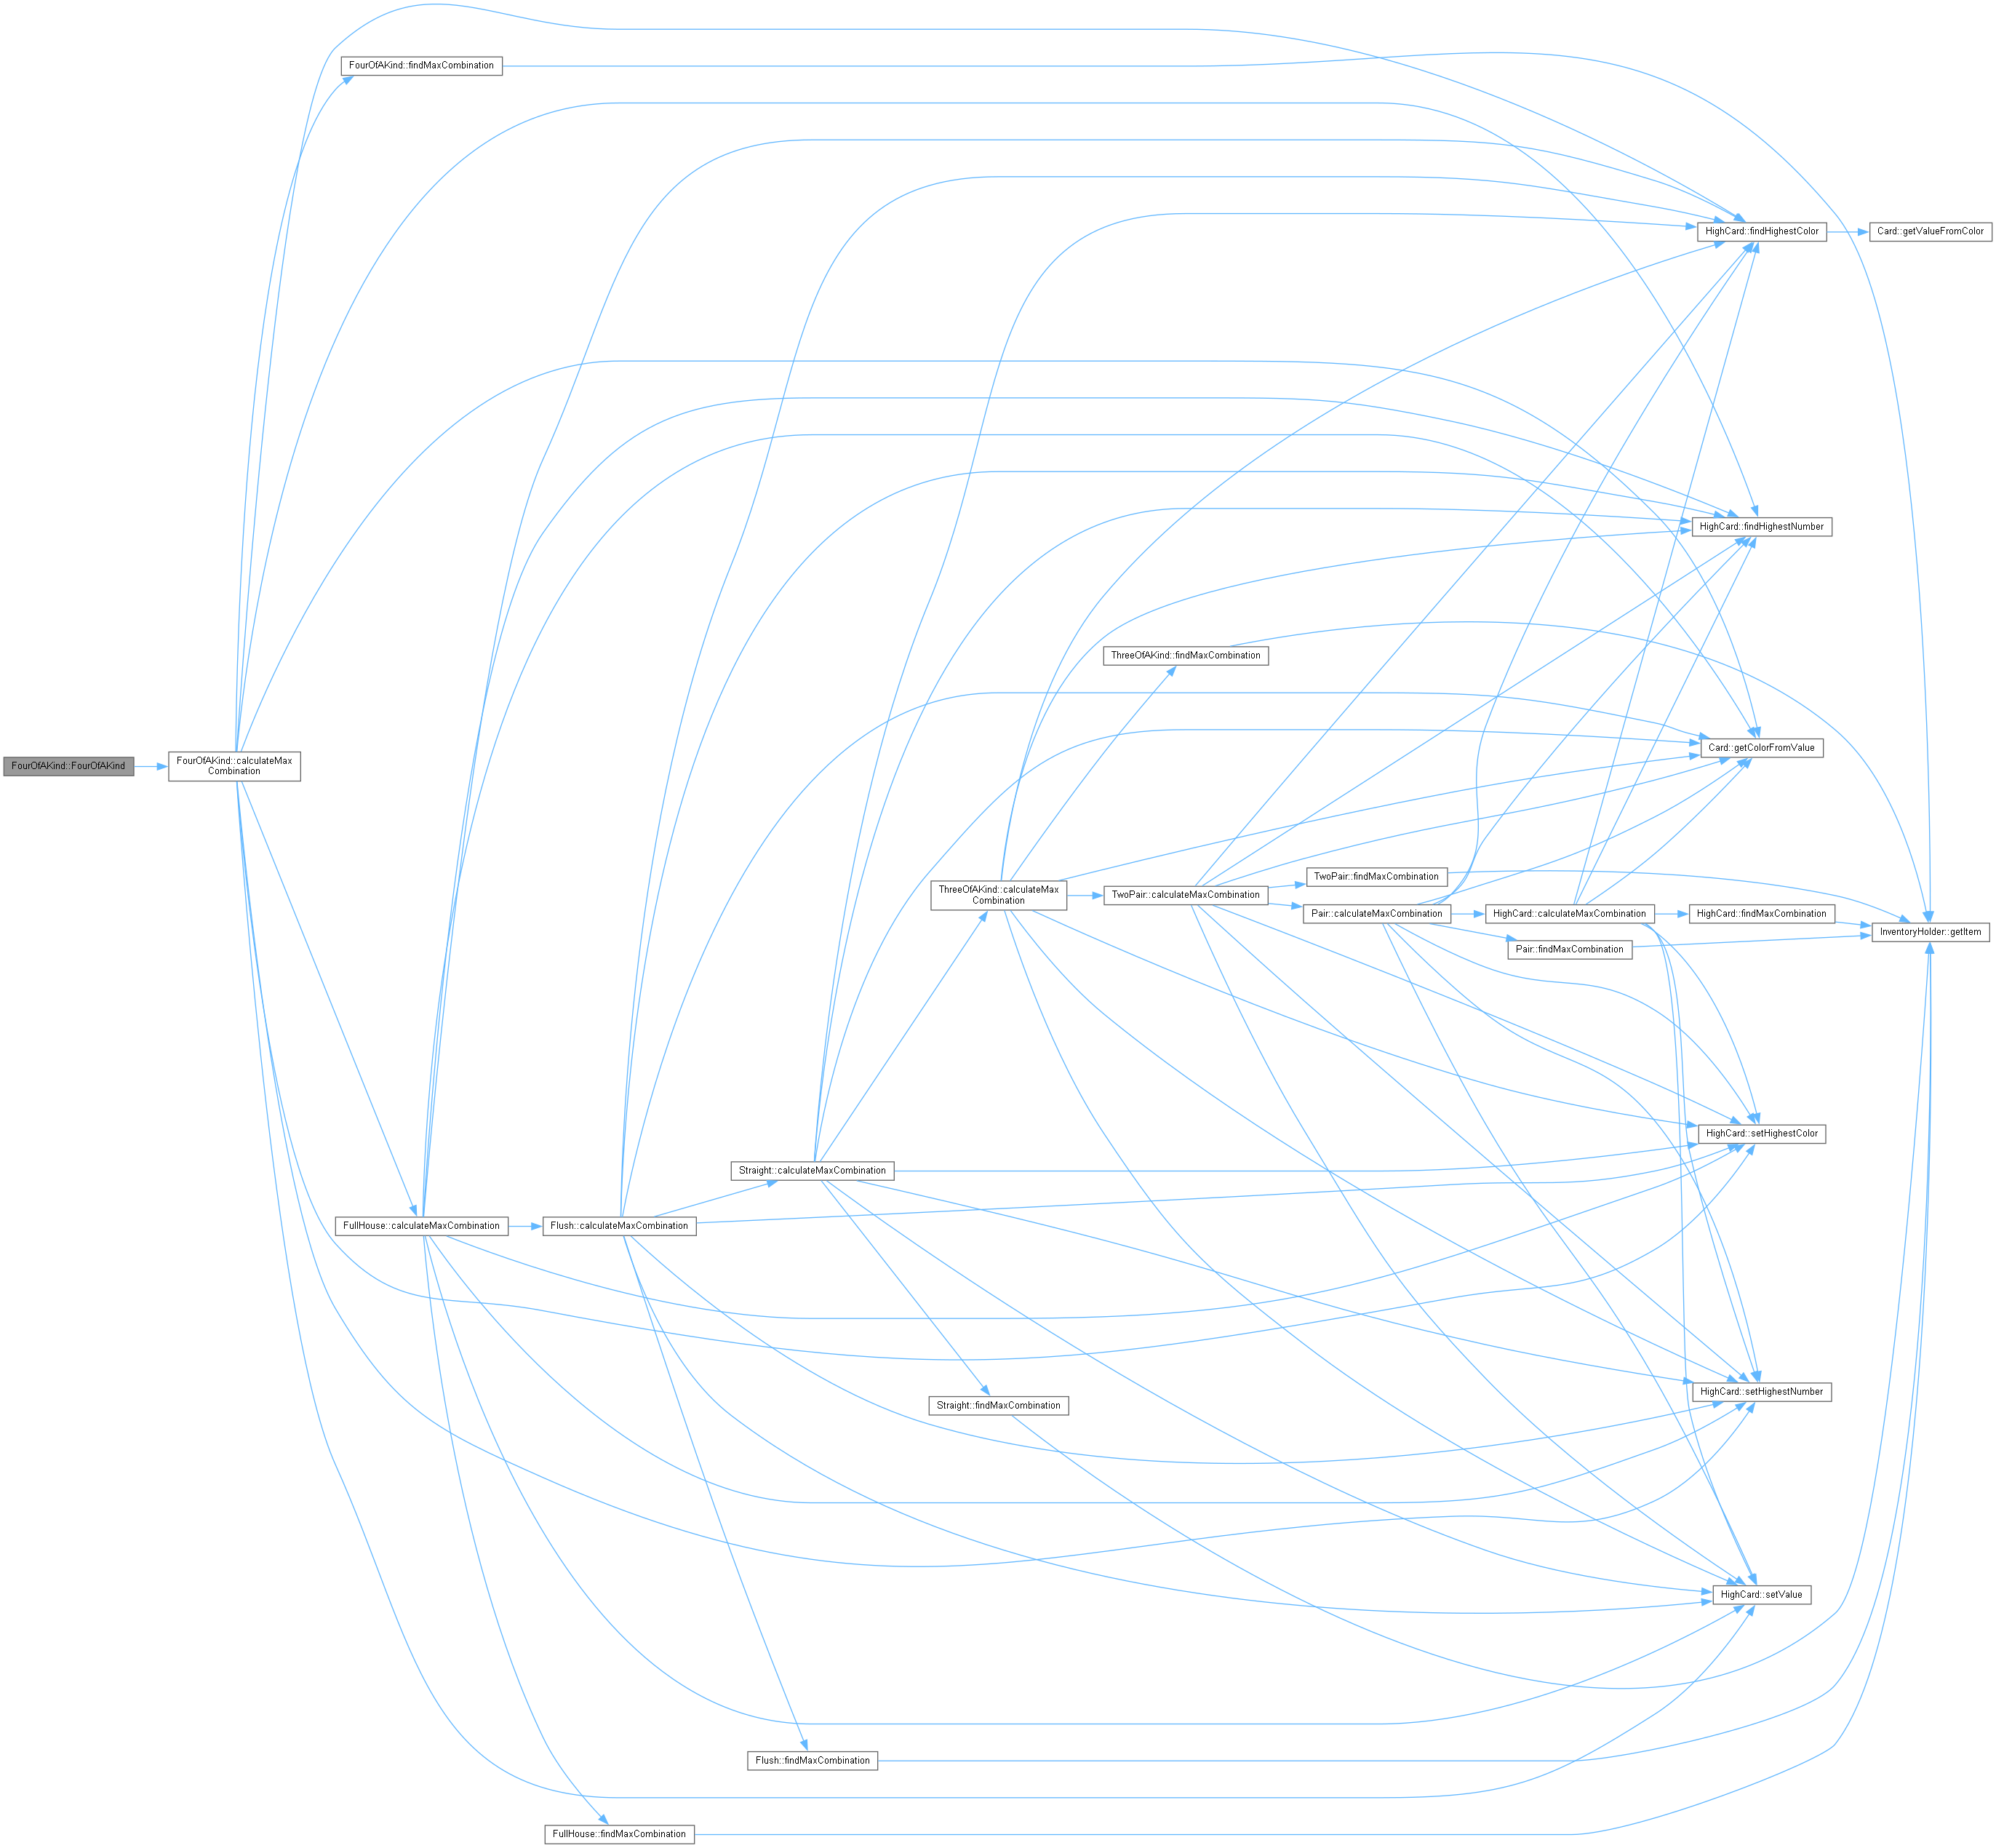 FourOfAKind::findMaxCombination
HighCard::findHighestColor
Card::getValueFromColor
HighCard::findHighestNumber
ThreeOfAKind::findMaxCombination
Card::getColorFromValue
FourOfAKind::FourOfAKind
FourOfAKind::calculateMax
Combination
ThreeOfAKind::calculateMax
Combination
TwoPair::calculateMaxCombination
TwoPair::findMaxCombination
Pair::calculateMaxCombination
HighCard::calculateMaxCombination
HighCard::findMaxCombination
Pair::findMaxCombination
InventoryHolder::getItem
HighCard::setHighestColor
Straight::calculateMaxCombination
FullHouse::calculateMaxCombination
Flush::calculateMaxCombination
HighCard::setHighestNumber
Straight::findMaxCombination
HighCard::setValue
Flush::findMaxCombination
FullHouse::findMaxCombination